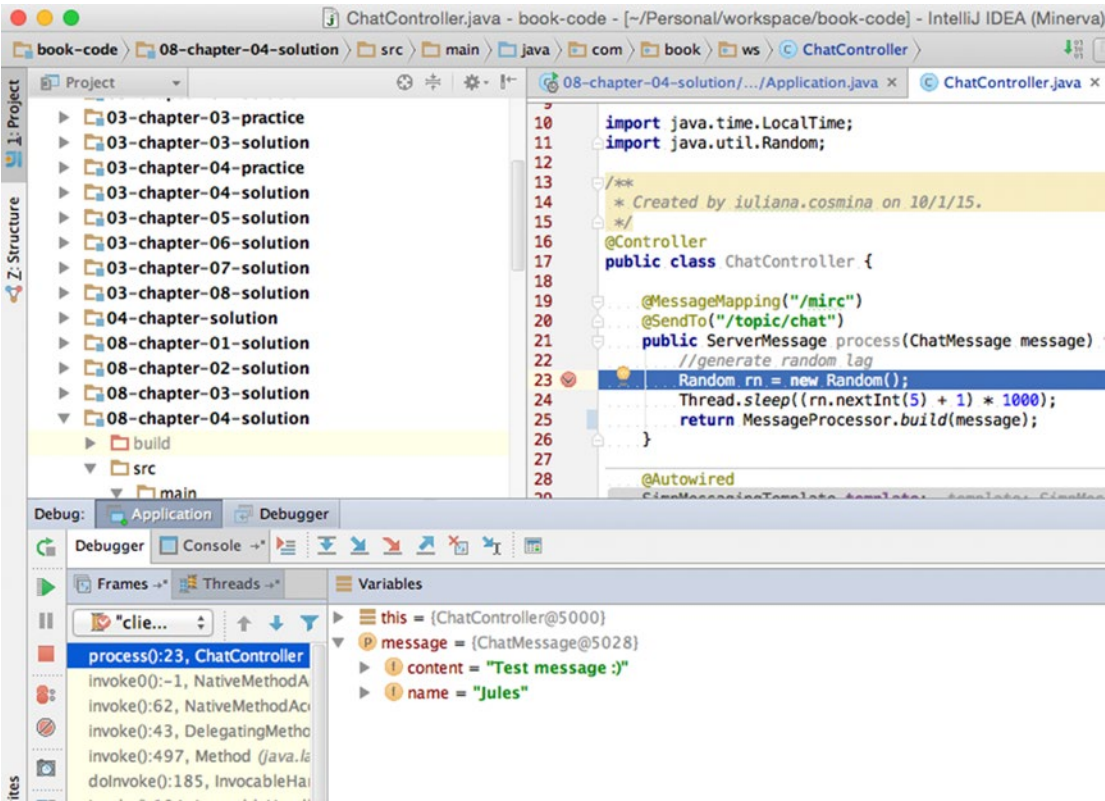 ChatController.java - book-code - [~/Personal/workspace/book-code] - IntelliJ IDEA (Minerva)
book-code 08-chapter-04-solution src main java com book ws ChatController
1: Project
Z: Structure
Project
03-chapter-03-practice
03-chapter-03-solution
03-chapter-04-practice
03-chapter-04-solution
03-chapter-05-solution
03-chapter-06-solution
03-chapter-07-solution
03-chapter-08-solution
04-chapter-solution
08-chapter-01-solution
08-chapter-02-solution
08-chapter-03-solution
08-chapter-04-solution
build
src
main
08-chapter-04-solution/.../Application.java × ChatController.java ×
9
10 import java.time.LocalTime;
11 import java.util.Random;
12
13 /**
14 * Created by iuliana.cosmina on 10/1/15.
15 */
16 @Controller
17 public class ChatController {
18
19 @MessageMapping("/mirc")
20 @SendTo("/topic/chat")
21 public ServerMessage process(ChatMessage message)
22 //generate random lag
23 Random rn = new Random();
24 Thread.sleep((rn.nextInt(5) + 1) * 1000);
25 return MessageProcessor.build(message);
26 }
27
28 @Autowired
29 SimpMessagingTemplate template;
Debug: Application Debugger
Debugger Console
Frames Threads
"clie...
process():23, ChatController
invoke0():-1, NativeMethodA
invoke():62, NativeMethodAc
invoke():43, DelegatingMetho
invoke():497, Method (java.la
doInvoke():185, InvocableHa
Variables
this = {ChatController@5000}
message = {ChatMessage@5028}
content = "Test message :)"
name = "Jules"